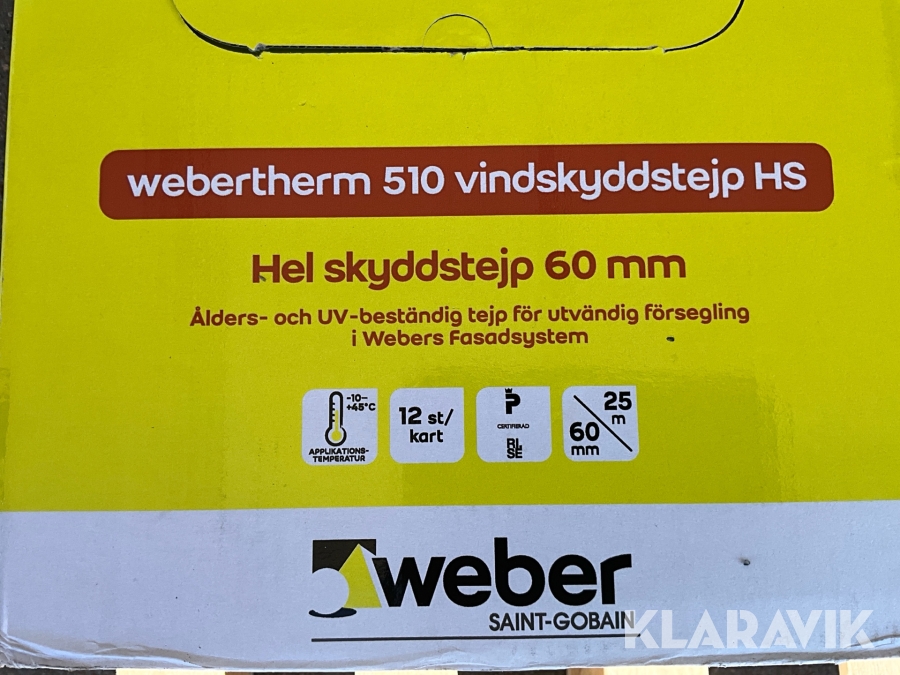 webertherm 510 vindskyddstejp HS
Hel skyddstejp 60 mm
Ålders- och UV-beständig tejp för utvändig försegling
i Webers Fasadsystem
-10–
+45°C
APPLIKATIONS-
TEMPERATUR
12 st/
kart
P
CERTIFIERAD
RI.
SE
25
m
60
mm
weber
SAINT-GOBAIN
KLARAVIK